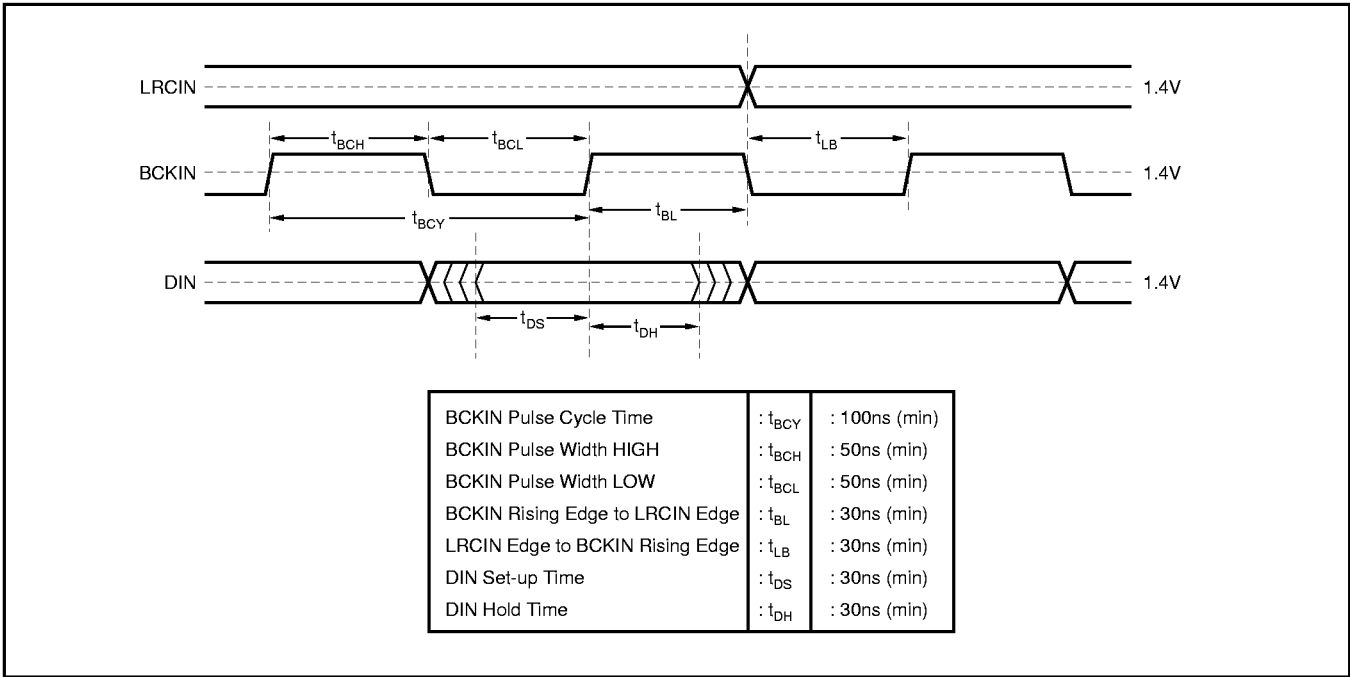 LRCIN 1.4V
tBCH tBCL tLB
BCKIN 1.4V
tBCY tBL
DIN 1.4V
tDS tDH
BCKIN Pulse Cycle Time : tBCY : 100ns (min)
BCKIN Pulse Width HIGH : tBCH : 50ns (min)
BCKIN Pulse Width LOW : tBCL : 50ns (min)
BCKIN Rising Edge to LRCIN Edge : tBL : 30ns (min)
LRCIN Edge to BCKIN Rising Edge : tLB : 30ns (min)
DIN Set-up Time : tDS : 30ns (min)
DIN Hold Time : tDH : 30ns (min)